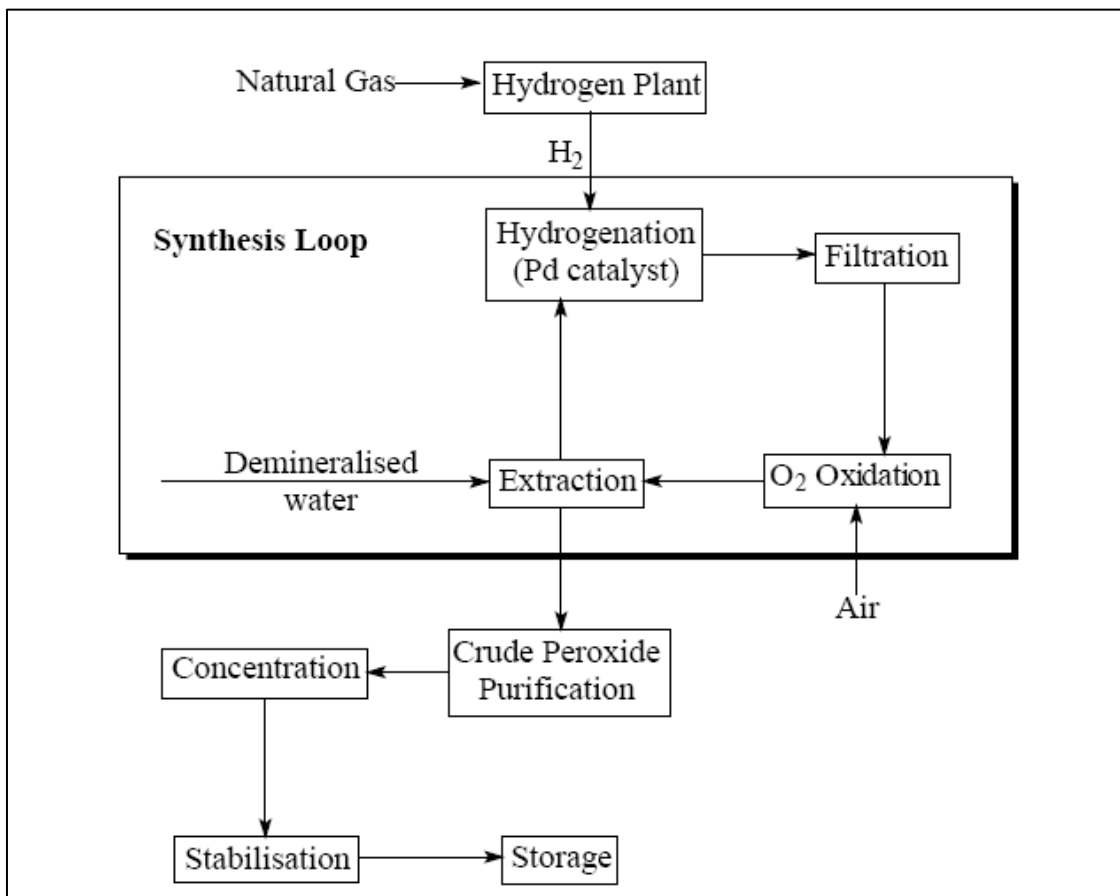 Natural Gas
Hydrogen Plant
H2
Synthesis Loop
Hydrogenation
(Pd catalyst)
Filtration
Demineralised
water
Extraction
O2 Oxidation
Air
Crude Peroxide
Purification
Concentration
Stabilisation
Storage